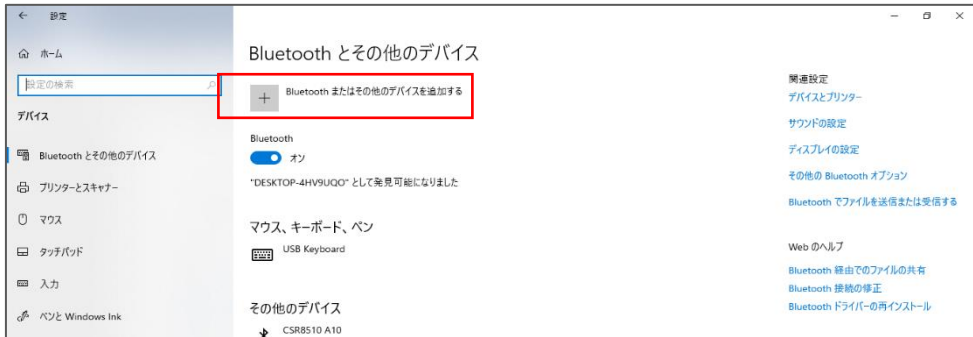 設定
ホーム
設定の検索
デバイス
Bluetooth とその他のデバイス
プリンターとスキャナー
マウス
タッチパッド
入力
ペンと Windows Ink
Bluetooth とその他のデバイス
Bluetooth またはその他のデバイスを追加する
Bluetooth
オン
"DESKTOP-4HV9UQO" として発見可能になりました
マウス、キーボード、ペン
USB Keyboard
その他のデバイス
CSR8510 A10
関連設定
デバイスとプリンター
サウンドの設定
ディスプレイの設定
その他の Bluetooth オプション
Bluetooth でファイルを送信または受信する
Web のヘルプ
Bluetooth 経由でのファイルの共有
Bluetooth 接続の修正
Bluetooth ドライバーの再インストール